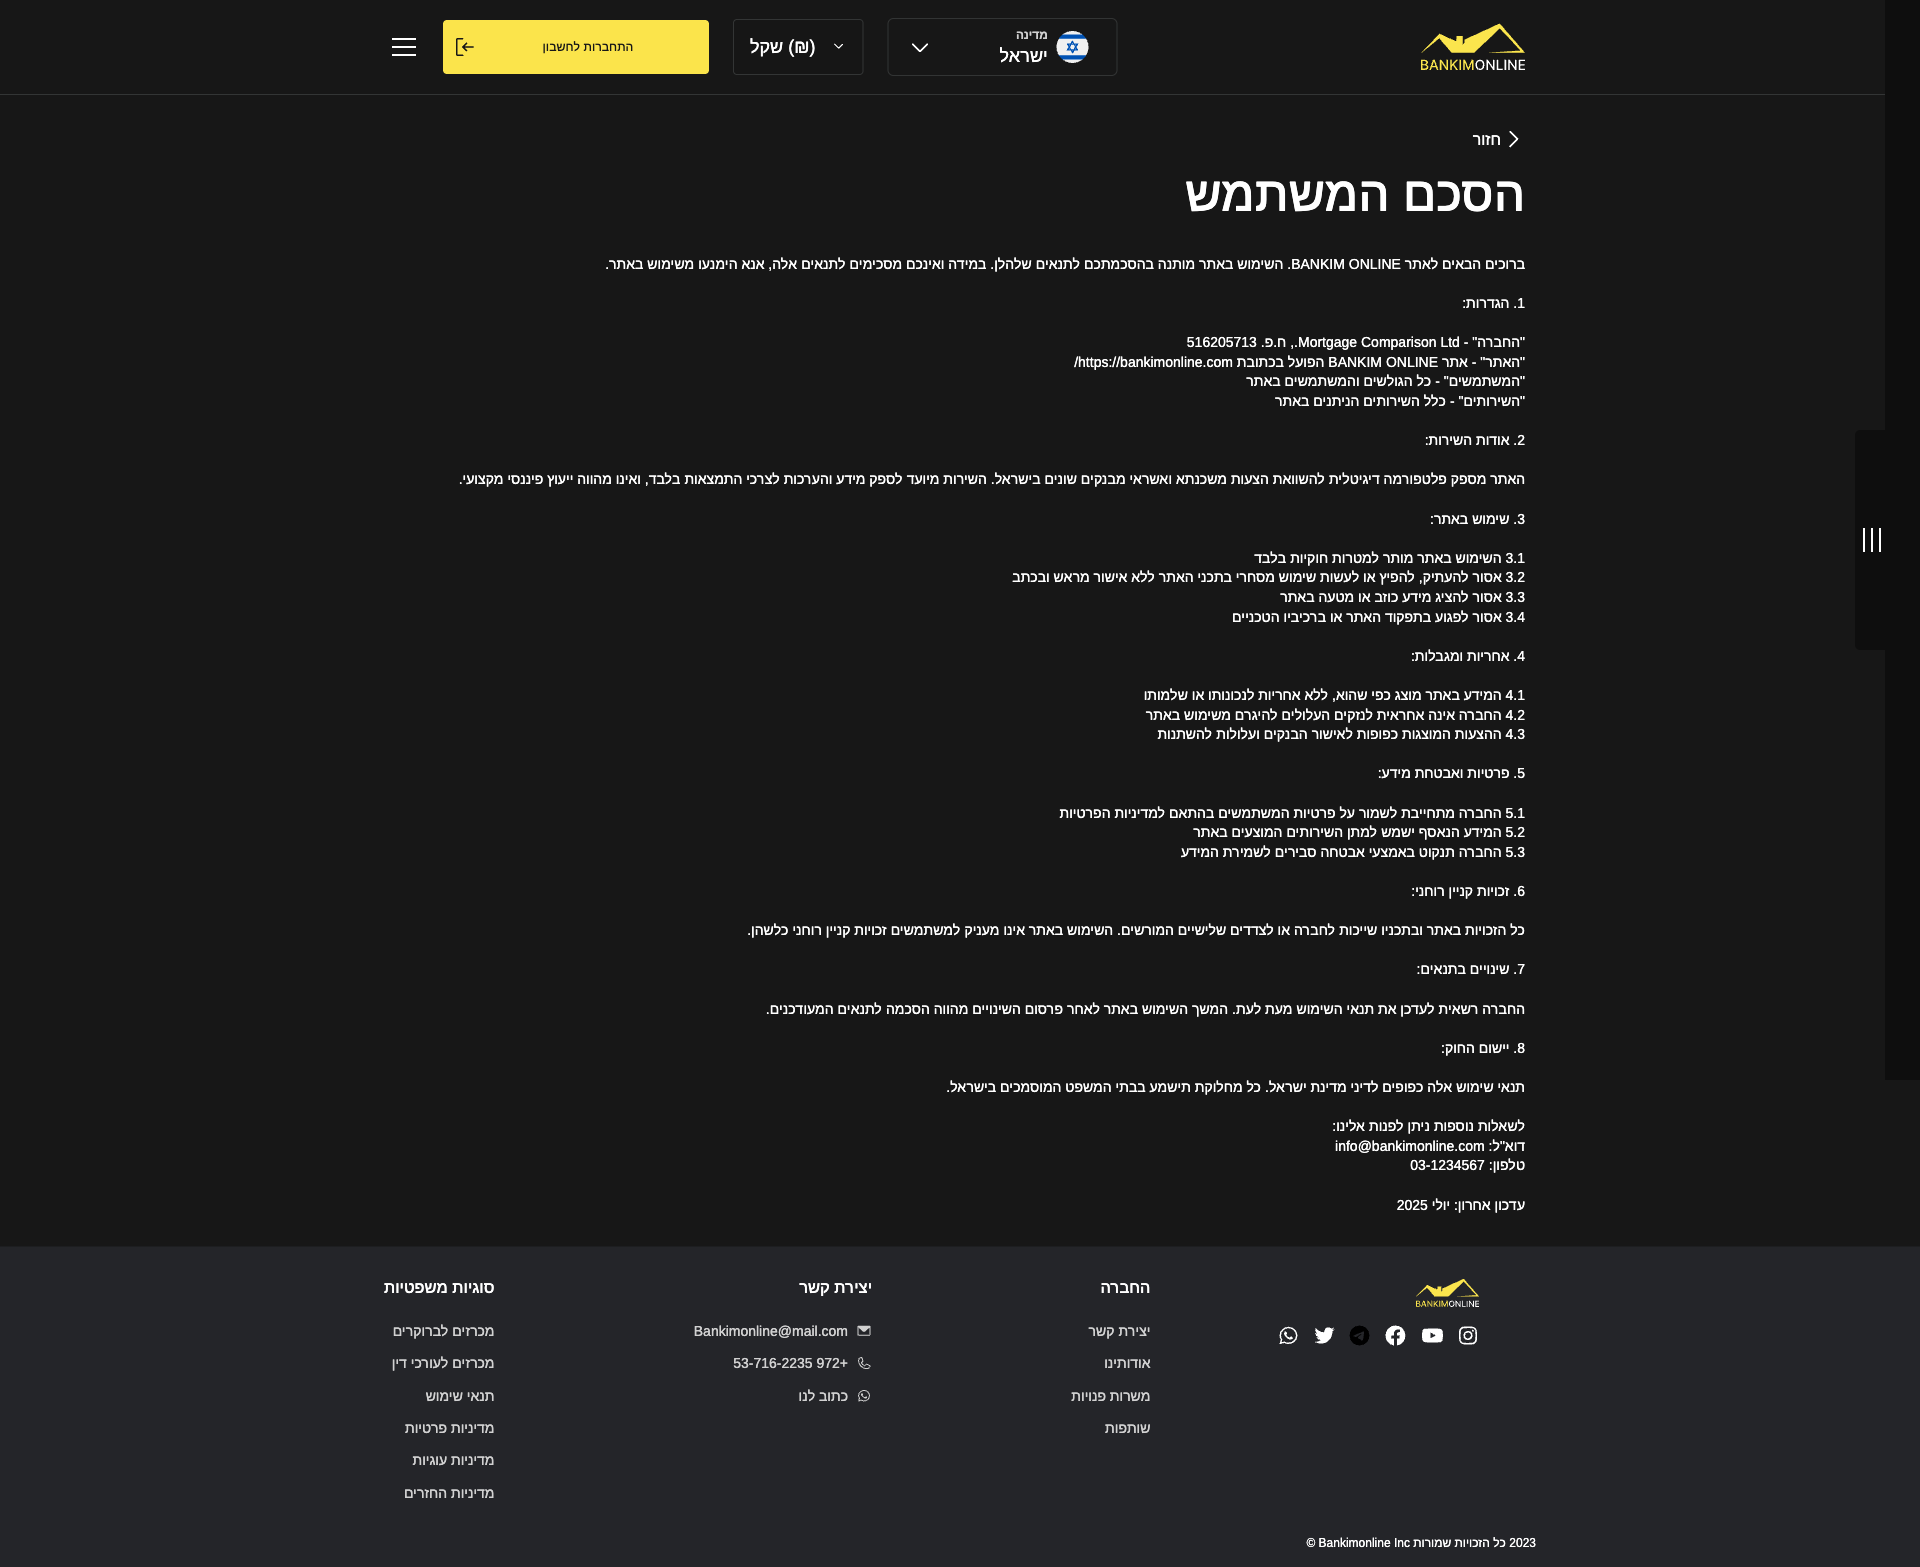 BANKIMONLINE
מדינה
ישראל
(₪) שקל
התחברות לחשבון
חזור
הסכם המשתמש
ברוכים הבאים לאתר BANKIM ONLINE. השימוש באתר מותנה בהסכמתכם לתנאים שלהלן. במידה ואינכם מסכימים לתנאים אלה, אנא הימנעו משימוש באתר.
1. הגדרות:
"החברה" - Mortgage Comparison Ltd., ח.פ. 516205713
"האתר" - אתר BANKIM ONLINE הפועל בכתובת https://bankimonline.com/
"המשתמשים" - כל הגולשים והמשתמשים באתר
"השירותים" - כלל השירותים הניתנים באתר
2. אודות השירות:
האתר מספק פלטפורמה דיגיטלית להשוואת הצעות משכנתא ואשראי מבנקים שונים בישראל. השירות מיועד לספק מידע והערכות לצרכי התמצאות בלבד, ואינו מהווה ייעוץ פיננסי מקצועי.
3. שימוש באתר:
3.1 השימוש באתר מותר למטרות חוקיות בלבד
3.2 אסור להעתיק, להפיץ או לעשות שימוש מסחרי בתכני האתר ללא אישור מראש ובכתב
3.3 אסור להציג מידע כוזב או מטעה באתר
3.4 אסור לפגוע בתפקוד האתר או ברכיביו הטכניים
4. אחריות ומגבלות:
4.1 המידע באתר מוצג כפי שהוא, ללא אחריות לנכונותו או שלמותו
4.2 החברה אינה אחראית לנזקים העלולים להיגרם משימוש באתר
4.3 ההצעות המוצגות כפופות לאישור הבנקים ועלולות להשתנות
5. פרטיות ואבטחת מידע:
5.1 החברה מתחייבת לשמור על פרטיות המשתמשים בהתאם למדיניות הפרטיות
5.2 המידע הנאסף ישמש למתן השירותים המוצעים באתר
5.3 החברה תנקוט באמצעי אבטחה סבירים לשמירת המידע
6. זכויות קניין רוחני:
כל הזכויות באתר ובתכניו שייכות לחברה או לצדדים שלישיים המורשים. השימוש באתר אינו מעניק למשתמשים זכויות קניין רוחני כלשהן.
7. שינויים בתנאים:
החברה רשאית לעדכן את תנאי השימוש מעת לעת. המשך השימוש באתר לאחר פרסום השינויים מהווה הסכמה לתנאים המעודכנים.
8. יישום החוק:
תנאי שימוש אלה כפופים לדיני מדינת ישראל. כל מחלוקת תישמע בבתי המשפט המוסמכים בישראל.
לשאלות נוספות ניתן לפנות אלינו:
דוא"ל: info@bankimonline.com
טלפון: 03-1234567
עדכון אחרון: יולי 2025
BANKIMONLINE
החברה
יצירת קשר
אודותינו
משרות פנויות
שותפות
יצירת קשר
Bankimonline@mail.com
53-716-2235 972+
כתוב לנו
סוגיות משפטיות
מכרזים לברוקרים
מכרזים לעורכי דין
תנאי שימוש
מדיניות פרטיות
מדיניות עוגיות
מדיניות החזרים
2023 כל הזכויות שמורות Bankimonline Inc ©